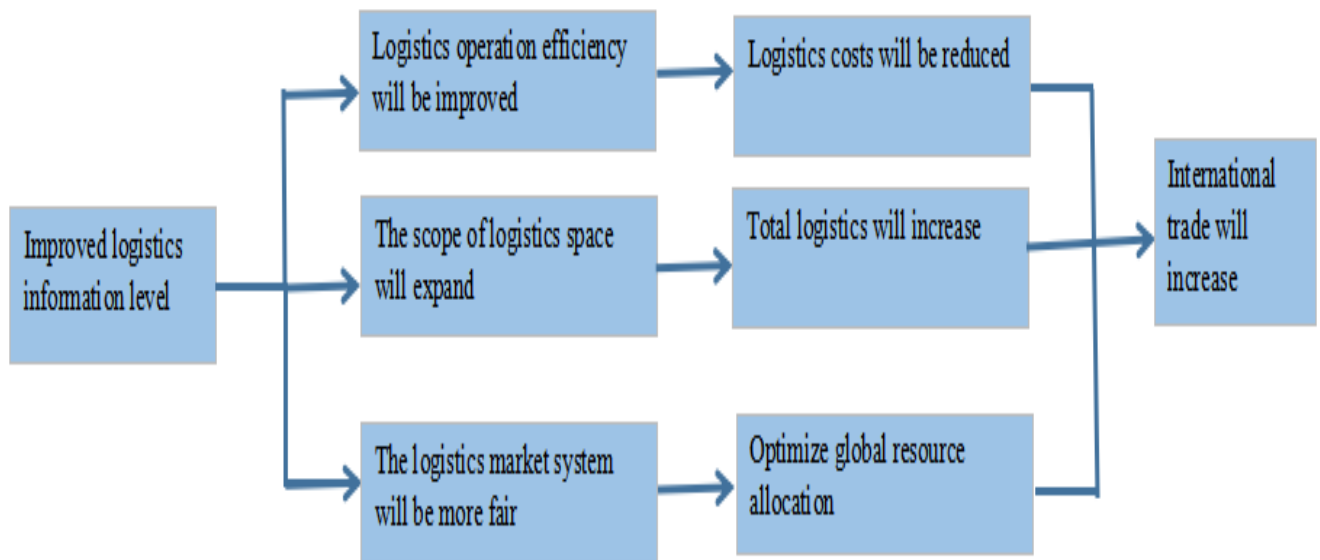 Improved logistics
information level
Logistics operation efficiency
will be improved
Logistics costs will be reduced
The scope of logistics space
will expand
Total logistics will increase
The logistics market system
will be more fair
Optimize global resource
allocation
International
trade will
increase